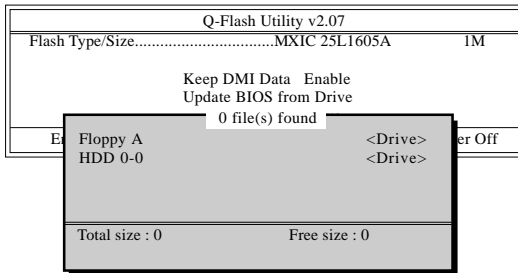 Q-Flash Utility v2.07
Flash Type/Size.................................MXIC 25L1605A 1M
Keep DMI Data Enable
Update BIOS from Drive
0 file(s) found
Floppy A <Drive>
HDD 0-0 <Drive>
Total size : 0 Free size : 0